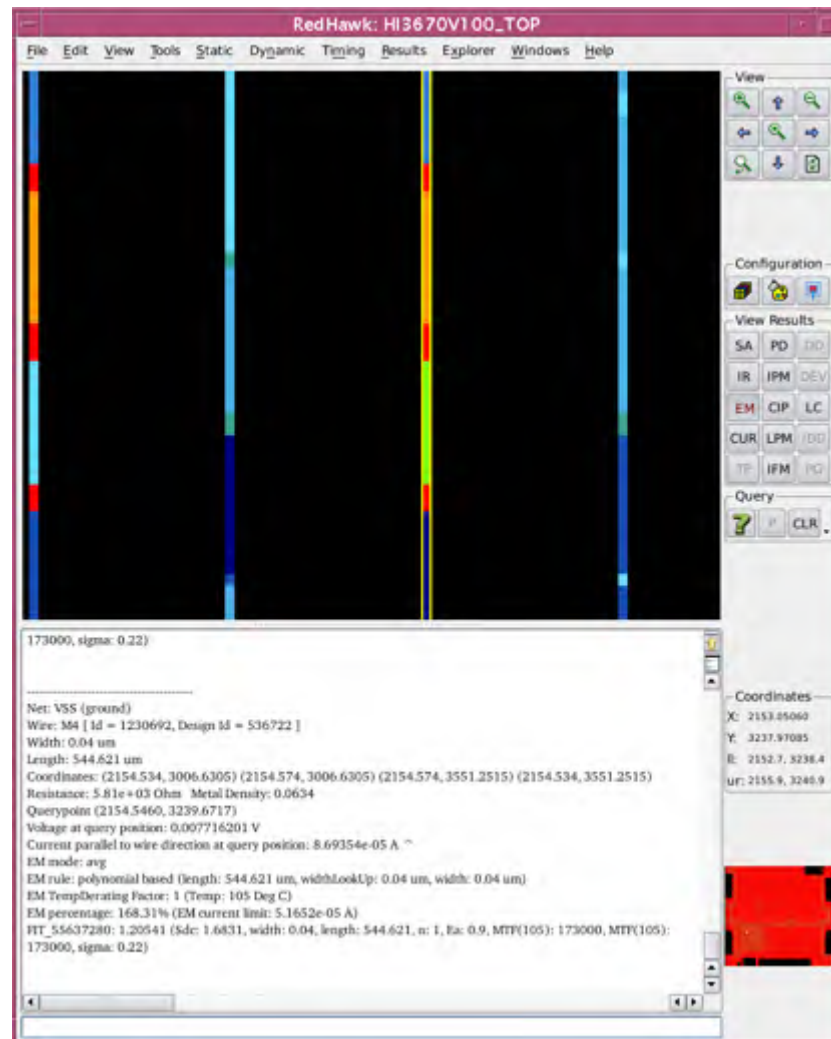 RedHawk: HI3670V100_TOP
File Edit View Tools Static Dynamic Timing Results Explorer Windows Help
View
Configuration
View Results
SA PD DD
IR IPM DEV
EM CIP LC
CUR LPM
TP IFM PG
Query
P CLR
173000, sigma: 0.22)
----------------------------------------
Net: VSS (ground)
Wire: M4 [ Id = 1230692, Design Id = 536722 ]
Width: 0.04 um
Length: 544.621 um
Coordinates: (2154.534, 3006.6305) (2154.574, 3006.6305) (2154.574, 3551.2515) (2154.534, 3551.2515)
Resistance: 5.81e+03 Ohm Metal Density: 0.0634
Querypoint (2154.5460, 3239.6717)
Voltage at query position: 0.007716201 V
Current parallel to wire direction at query position: 8.69354e-05 A ^
EM mode: avg
EM rule: polynomial based (length: 544.621 um, widthLookUp: 0.04 um, width: 0.04 um)
EM TempDerating Factor: 1 (Temp: 105 Deg C)
EM percentage: 168.31% (EM current limit: 5.1652e-05 A)
FIT_55637280: 1.20541 (Sdc: 1.6831, width: 0.04, length: 544.621, n: 1, Ea: 0.9, MTF(105): 173000, MTF(105):
173000, sigma: 0.22)
Coordinates
X: 2153.05060
Y: 3237.97085
ll: 2152.7, 3238.4
ur: 2155.9, 3240.9